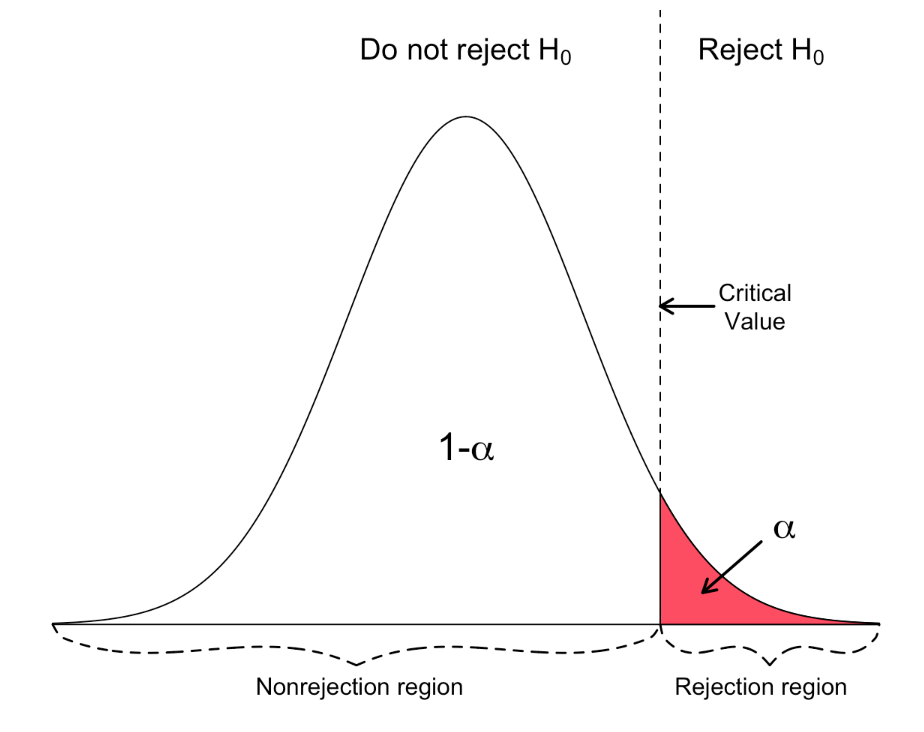 Do not reject H₀
Reject H₀
Critical
Value
1-α
α
Nonrejection region
Rejection region